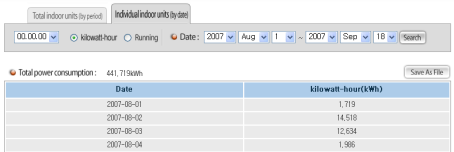 Total indoor units (by period) Individual indoor units (by date)
00.00.00 kilowatt-hour Running Date : 2007 Aug 1 ~ 2007 Sep 18 Search
Total power consumption : 441, 719kWh Save As File
Date kilowatt-hour(kWh)
2007-08-01 1, 719
2007-08-02 14, 518
2007-08-03 12, 634
2007-08-04 1, 986